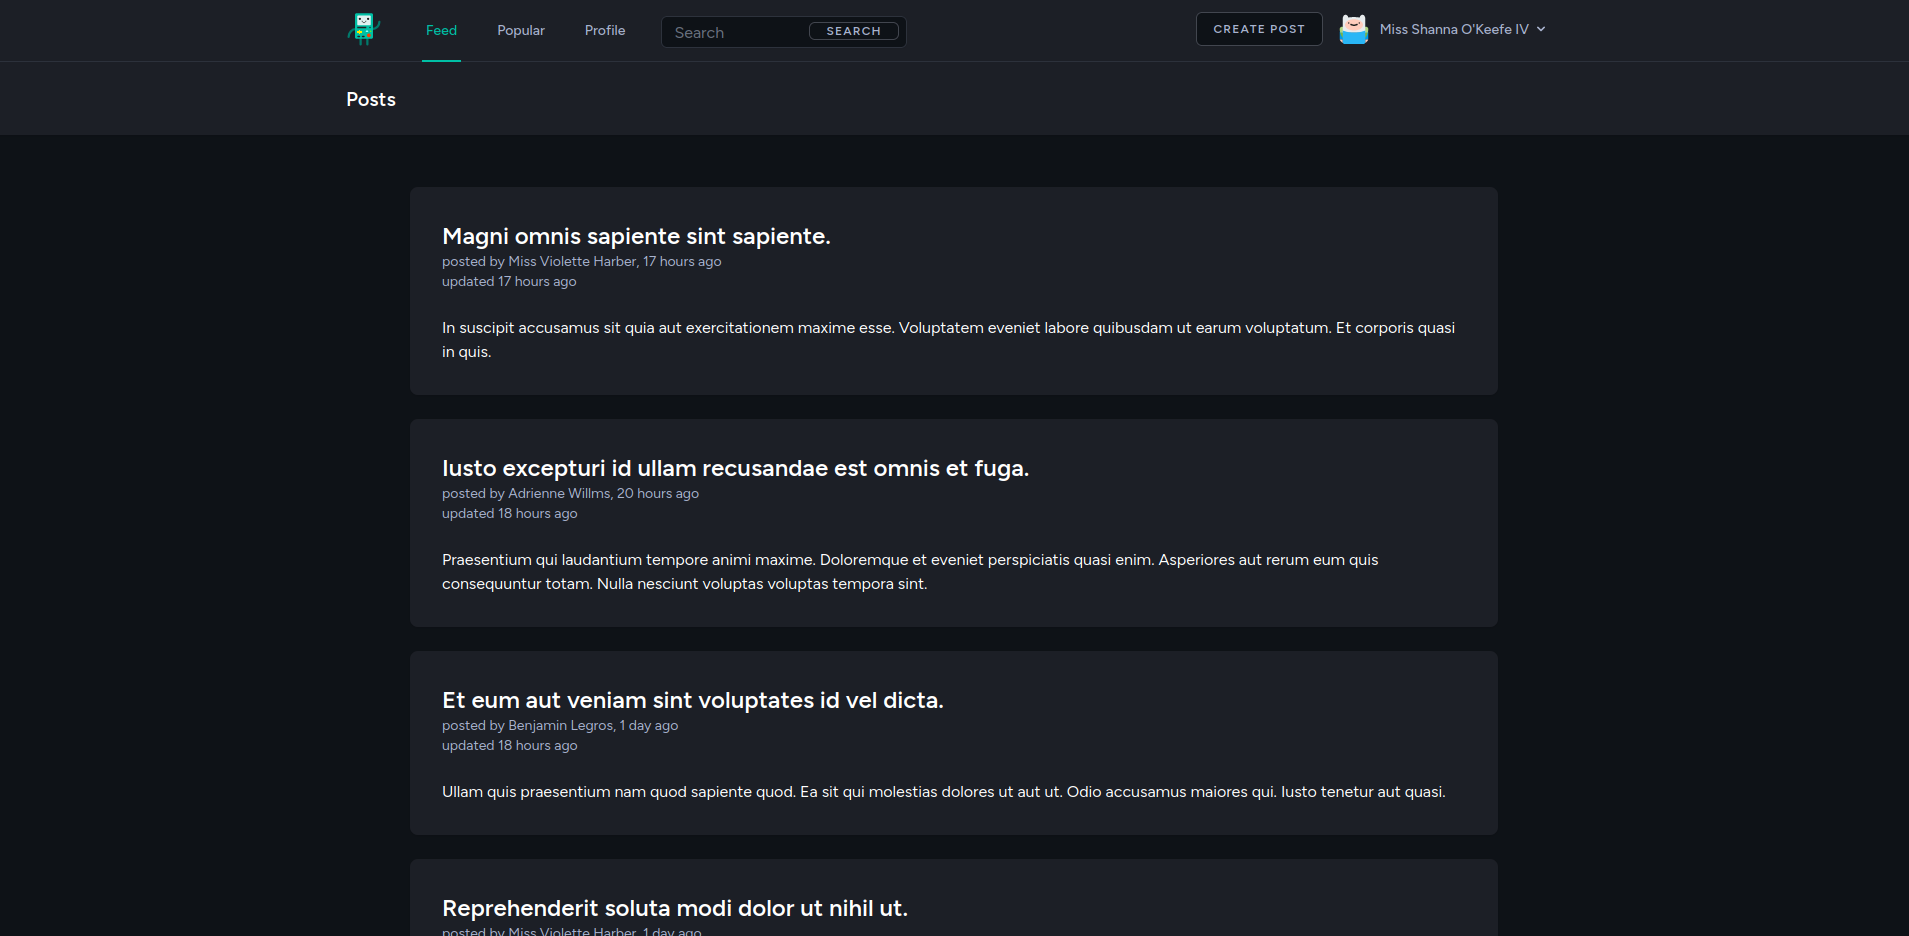 Feed
Popular
Profile
Search
SEARCH
CREATE POST
Miss Shanna O'Keefe IV
Posts
Magni omnis sapiente sint sapiente.
posted by Miss Violette Harber, 17 hours ago
updated 17 hours ago
In suscipit accusamus sit quia aut exercitationem maxime esse. Voluptatem eveniet labore quibusdam ut earum voluptatum. Et corporis quasi
in quis.
Iusto excepturi id ullam recusandae est omnis et fuga.
posted by Adrienne Willms, 20 hours ago
updated 18 hours ago
Praesentium qui laudantium tempore animi maxime. Doloremque et eveniet perspiciatis quasi enim. Asperiores aut rerum eum quis
consequuntur totam. Nulla nesciunt voluptas voluptas tempora sint.
Et eum aut veniam sint voluptates id vel dicta.
posted by Benjamin Legros, 1 day ago
updated 18 hours ago
Ullam quis praesentium nam quod sapiente quod. Ea sit qui molestias dolores ut aut ut. Odio accusamus maiores qui. Iusto tenetur aut quasi.
Reprehenderit soluta modi dolor ut nihil ut.
posted by Miss Violette Harber, 1 day ago